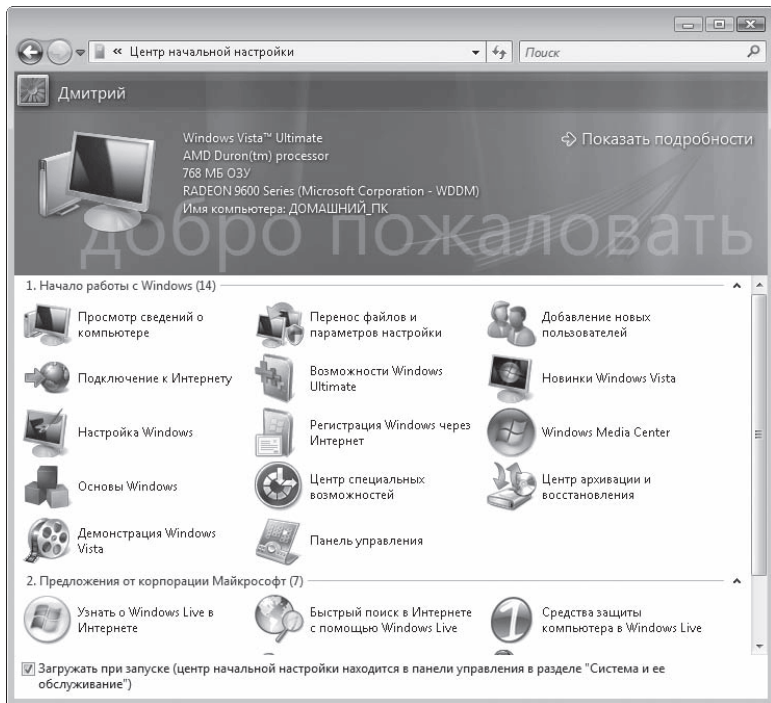 « Центр начальной настройки
Поиск
Дмитрий
Windows Vista™ Ultimate
AMD Duron(tm) processor
768 МБ ОЗУ
RADEON 9600 Series (Microsoft Corporation - WDDM)
Имя компьютера: ДОМАШНИЙ_ПК
Показать подробности
добро пожаловать
1. Начало работы с Windows (14)
Просмотр сведений о
компьютере
Перенос файлов и
параметров настройки
Добавление новых
пользователей
Подключение к Интернету
Возможности Windows
Ultimate
Новинки Windows Vista
Настройка Windows
Регистрация Windows через
Интернет
Windows Media Center
Основы Windows
Центр специальных
возможностей
Центр архивации и
восстановления
Демонстрация Windows
Vista
Панель управления
2. Предложения от корпорации Майкрософт (7)
Узнать о Windows Live в
Интернете
Быстрый поиск в Интернете
с помощью Windows Live
Средства защиты
компьютера в Windows Live
Загружать при запуске (центр начальной настройки находится в панели управления в разделе "Система и ее
обслуживание")